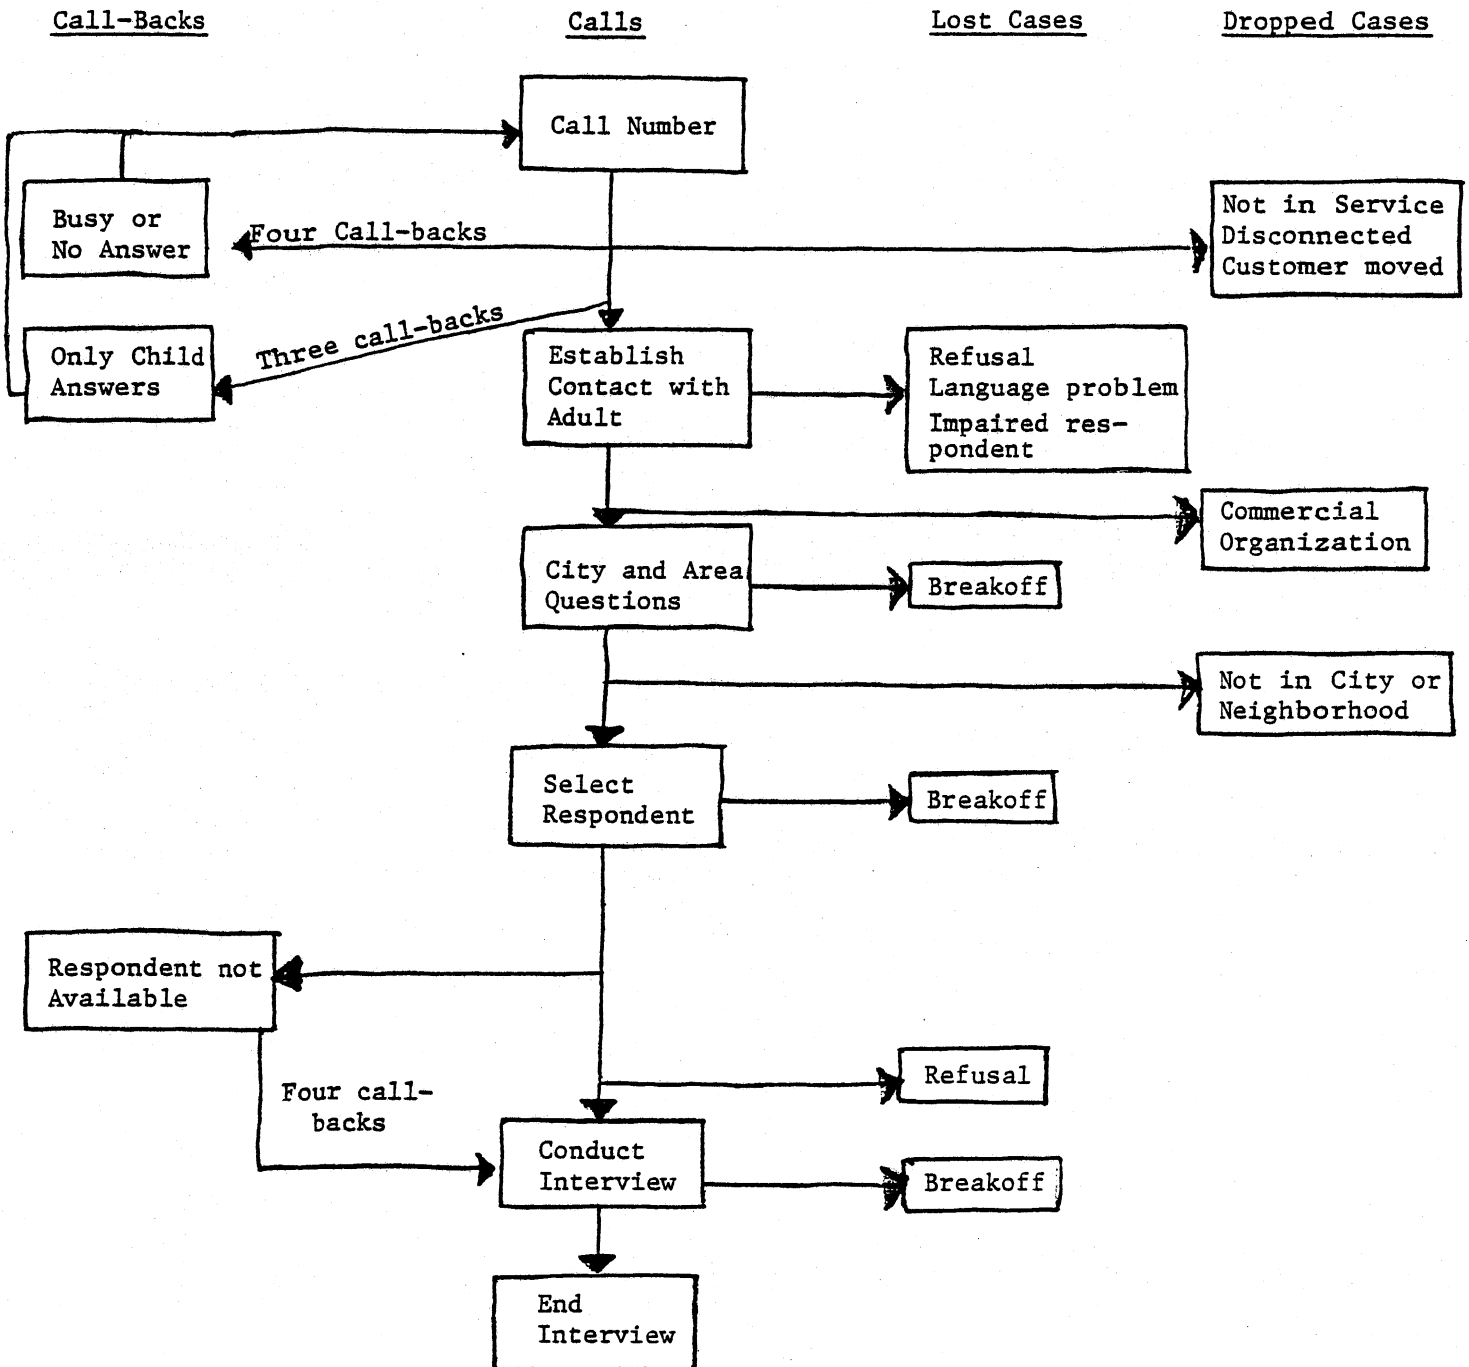 Call-Backs
Calls
Lost Cases
Dropped Cases
Call Number
Busy or
No Answer
Four Call-backs
Not in Service
Disconnected
Customer moved
Three call-backs
Only Child
Answers
Establish
Contact with
Adult
Refusal
Language problem
Impaired res-
pondent
Commercial
Organization
City and Area
Questions
Breakoff
Not in City or
Neighborhood
Select
Respondent
Breakoff
Respondent not
Available
Four call-
backs
Refusal
Conduct
Interview
Breakoff
End
Interview